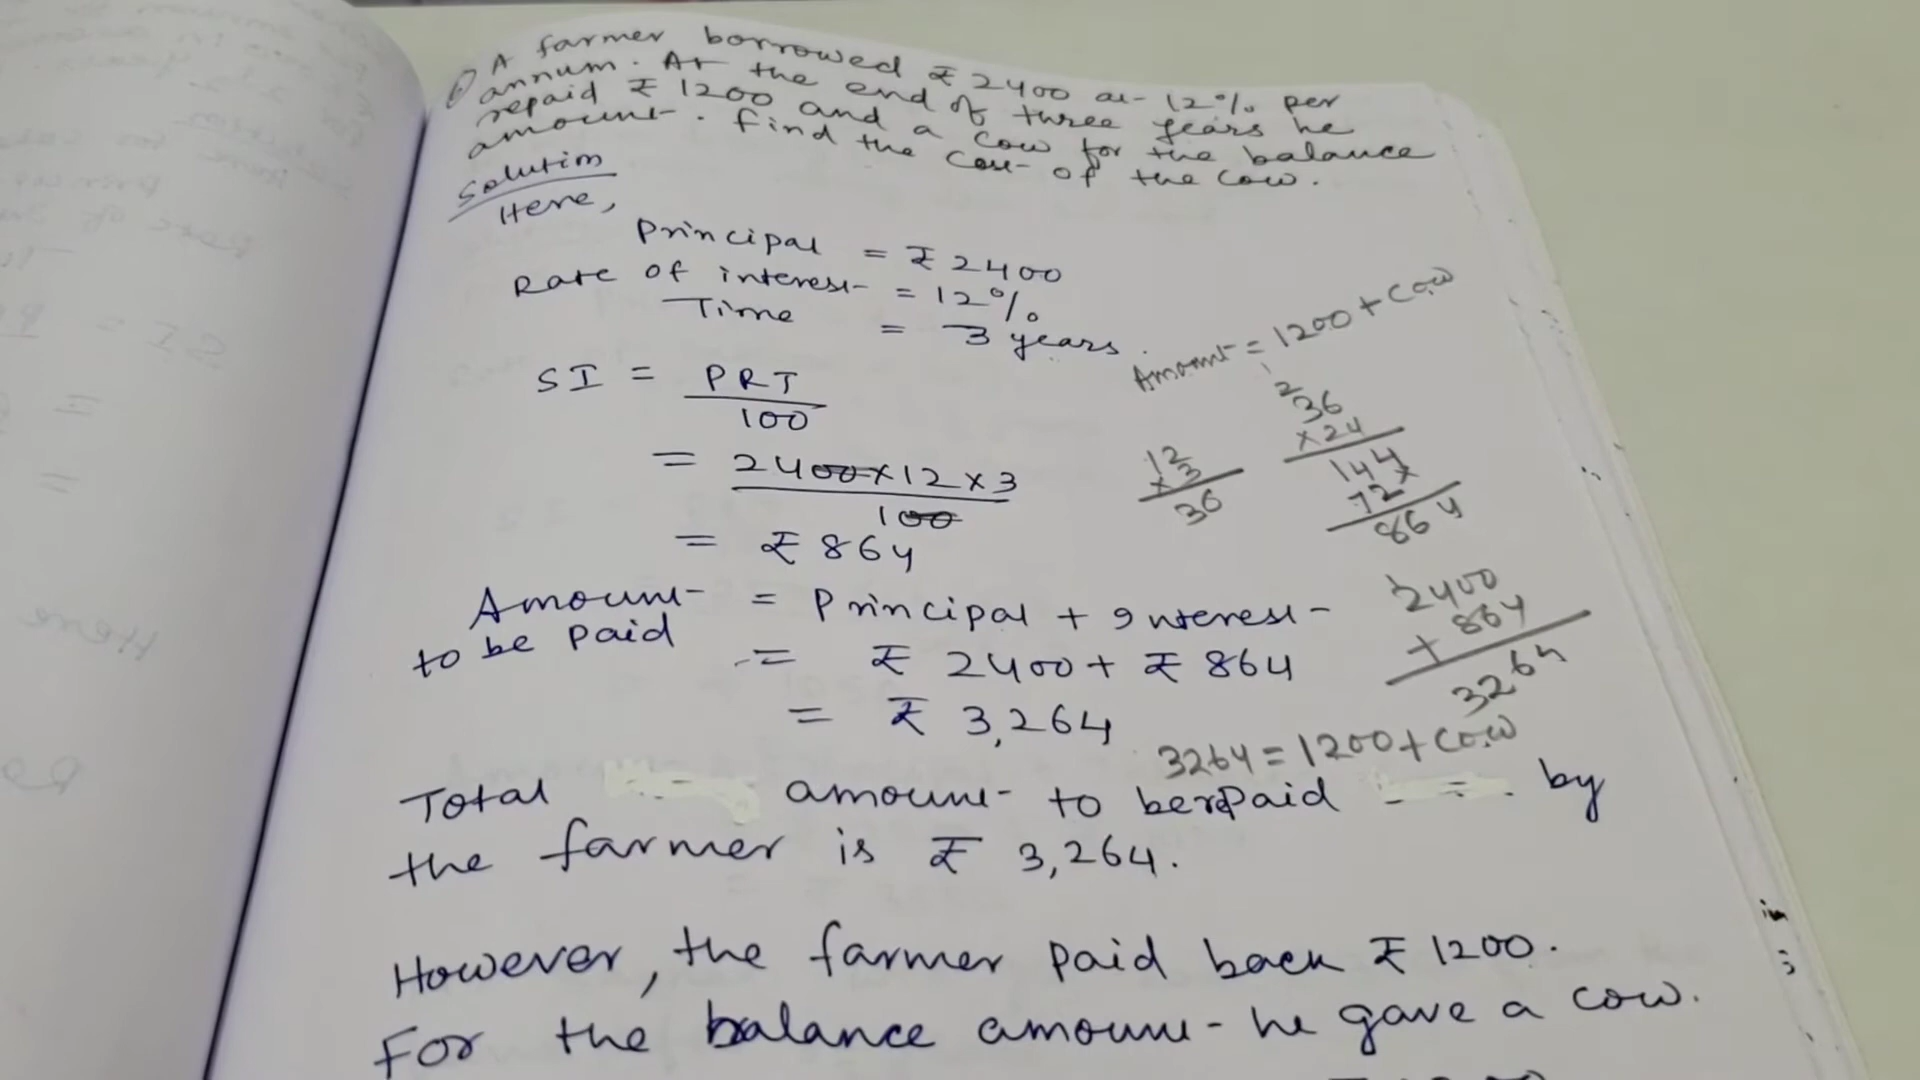 A farmer borrowed ₹ 2400 at 12% per
annum. At the end of three years he
repaid ₹ 1200 and a cow for the balance
amount. Find the cost of the cow.
Solution
Here,
Principal = ₹ 2400
Rate of interest = 12%
Time = 3 years.
Amount = 1200 + cow
SI = PRT
100
= 2400 x 12 x 3
100
= ₹ 864
12
x 3
36
2
36
x 24
144
72x
864
Amount = Principal + Interest
to be paid
= ₹ 2400 + ₹ 864
= ₹ 3,264
2400
+ 864
3264
3264 = 1200 + cow
Total amount to be repaid by
the farmer is ₹ 3,264.
However, the farmer paid back ₹ 1200.
For the balance amount he gave a cow.